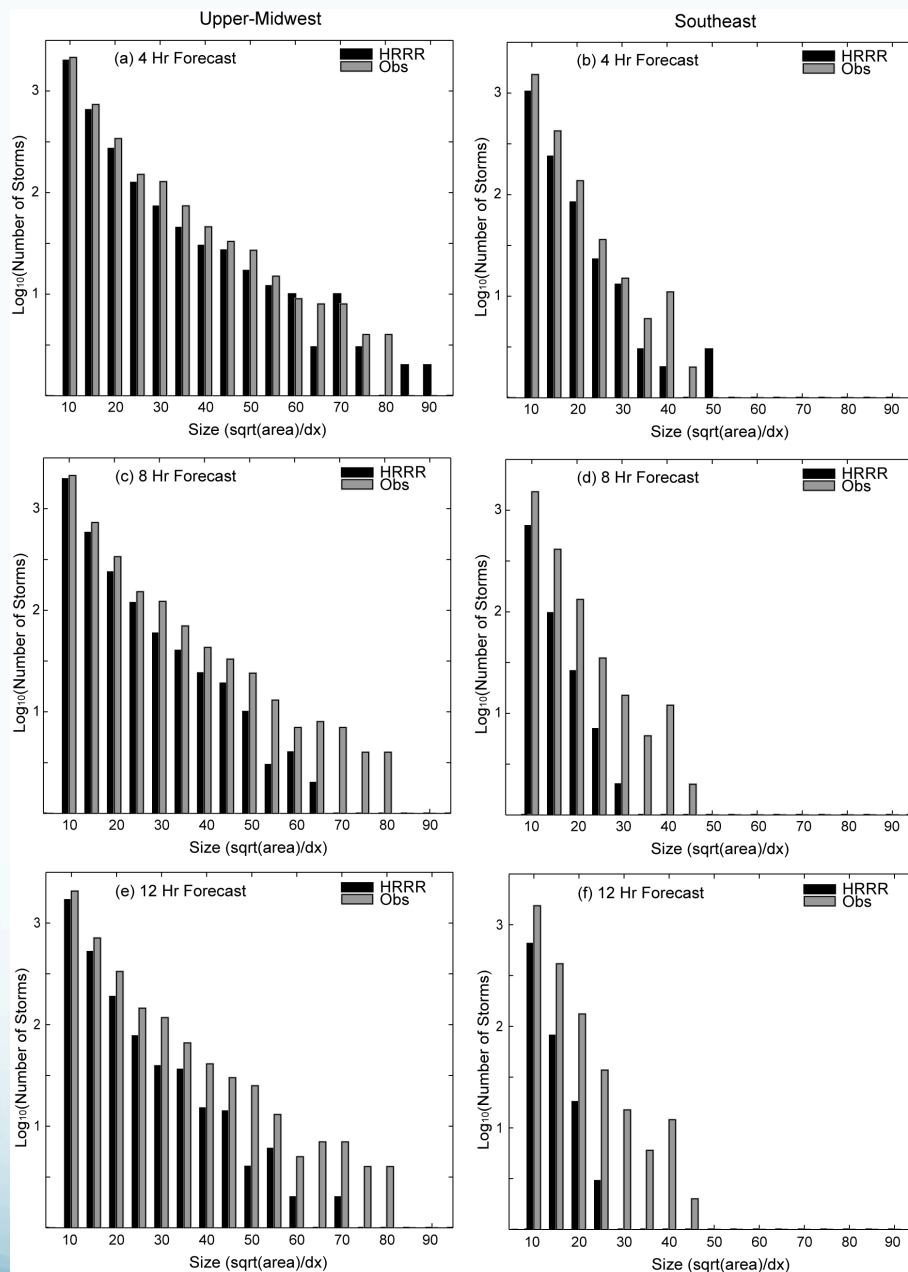 Upper-Midwest
Southeast
(a) 4 Hr Forecast
HRRR
Obs
3
2
1
Log₁₀(Number of Storms)
10 20 30 40 50 60 70 80 90
Size (sqrt(area)/dx)
(b) 4 Hr Forecast
HRRR
Obs
3
2
1
Log₁₀(Number of Storms)
10 20 30 40 50 60 70 80 90
Size (sqrt(area)/dx)
(c) 8 Hr Forecast
HRRR
Obs
3
2
1
Log₁₀(Number of Storms)
10 20 30 40 50 60 70 80 90
Size (sqrt(area)/dx)
(d) 8 Hr Forecast
HRRR
Obs
3
2
1
Log₁₀(Number of Storms)
10 20 30 40 50 60 70 80 90
Size (sqrt(area)/dx)
(e) 12 Hr Forecast
HRRR
Obs
3
2
1
Log₁₀(Number of Storms)
10 20 30 40 50 60 70 80 90
Size (sqrt(area)/dx)
(f) 12 Hr Forecast
HRRR
Obs
3
2
1
Log₁₀(Number of Storms)
10 20 30 40 50 60 70 80 90
Size (sqrt(area)/dx)